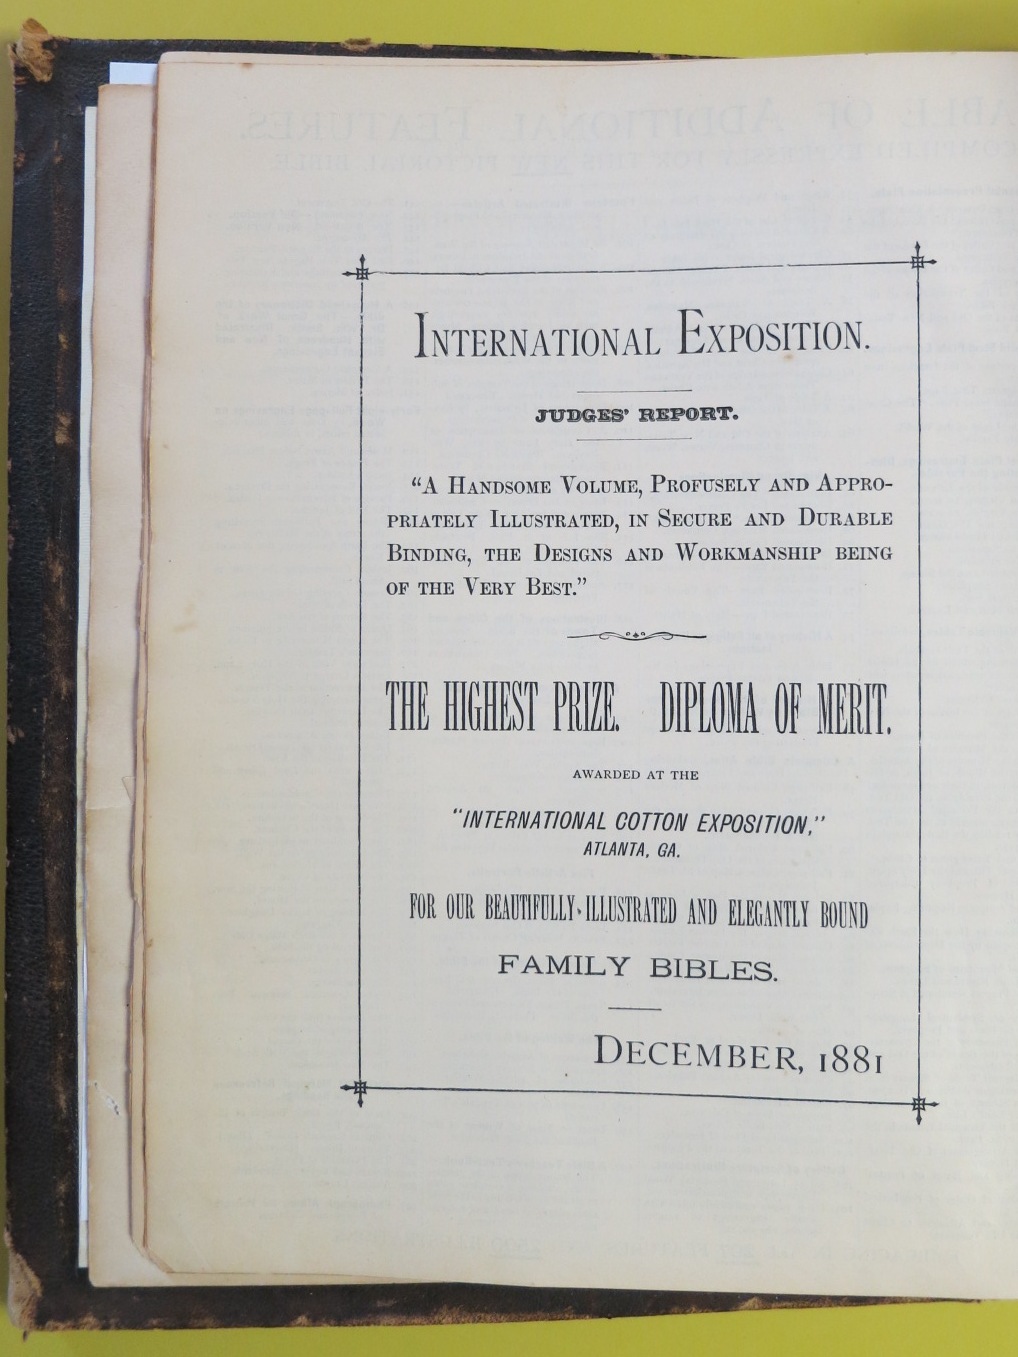 INTERNATIONAL EXPOSITION.
JUDGES' REPORT.
"A HANDSOME VOLUME, PROFUSELY AND APPRO-
PRIATELY ILLUSTRATED, IN SECURE AND DURABLE
BINDING, THE DESIGNS AND WORKMANSHIP BEING
OF THE VERY BEST."
THE HIGHEST PRIZE. DIPLOMA OF MERIT.
AWARDED AT THE
"INTERNATIONAL COTTON EXPOSITION,"
ATLANTA, GA.
FOR OUR BEAUTIFULLY-ILLUSTRATED AND ELEGANTLY BOUND
FAMILY BIBLES.
DECEMBER, 1881